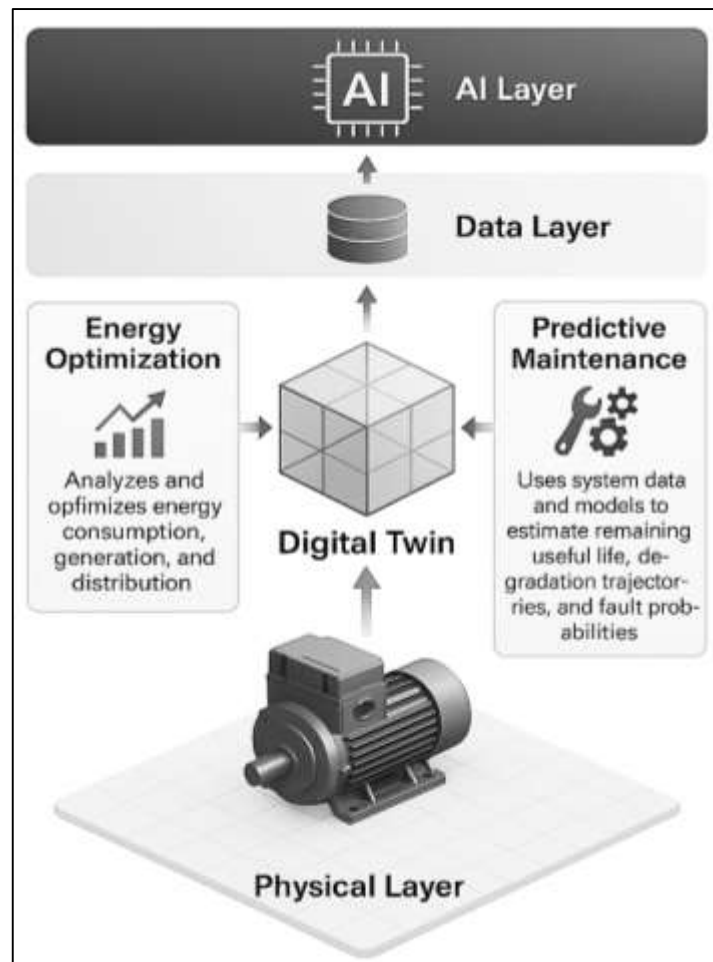 AI
AI Layer
Data Layer
Energy
Optimization
Analyzes and
opfimizes energy
consumption,
generation, and
distribution
Predictive
Maintenance
Uses system data
and models to
estimate remaining
useful life, de-
gradation trajector-
ries, and fault prob-
abilities
Digital Twin
Physical Layer